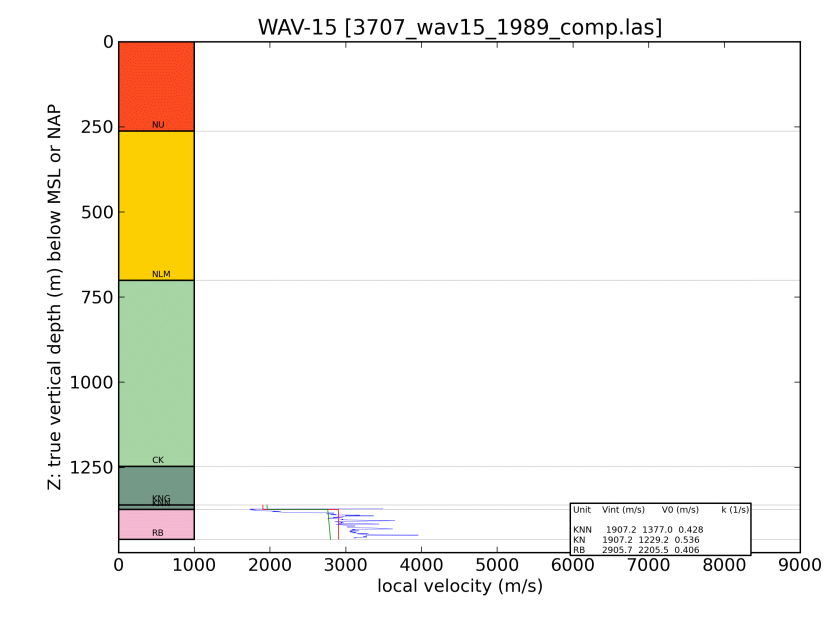 WAV-15 [3707_wav15_1989_comp.las]
Z: true vertical depth (m) below MSL or NAP
0
250
500
750
1000
1250
NU
NLM
CK
KNG
KNN
RB
Unit Vint (m/s) V0 (m/s) k (1/s)
KNN 1907.2 1377.0 0.428
KN 1907.2 1229.2 0.536
RB 2905.7 2205.5 0.406
0 1000 2000 3000 4000 5000 6000 7000 8000 9000
local velocity (m/s)